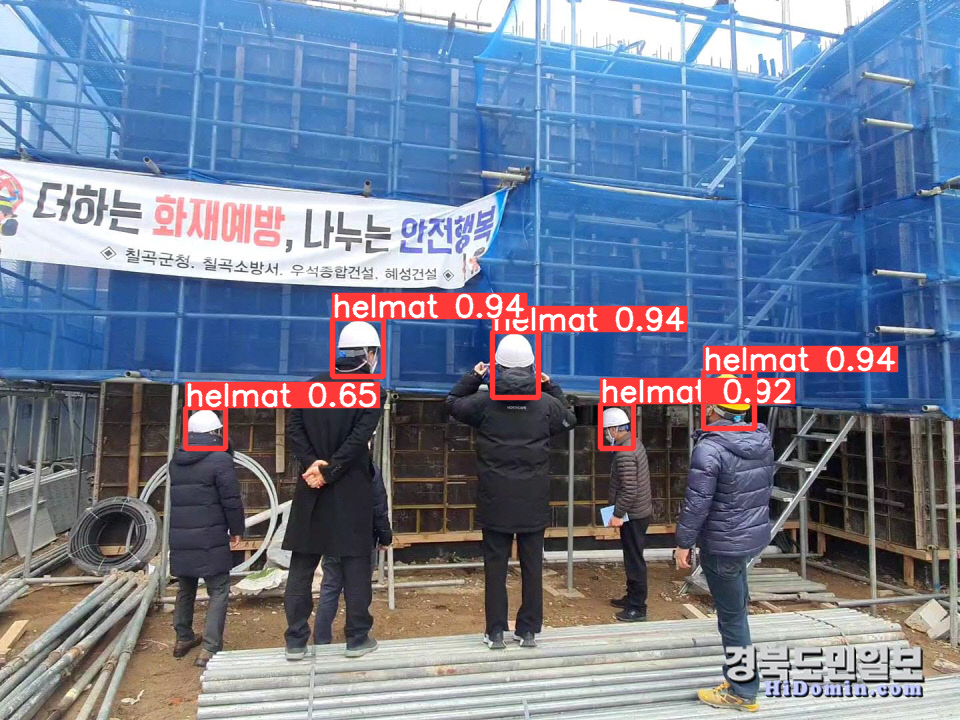 더하는 화재예방, 나누는 안전행복
◈ 칠곡군청. 칠곡소방서. 우석종합건설. 혜성건설 ◈
helmat 0.94
helmat 0.94
helmat 0.94
helmat 0.65
helmat 0.92
경북도민일보
HiDomin.com